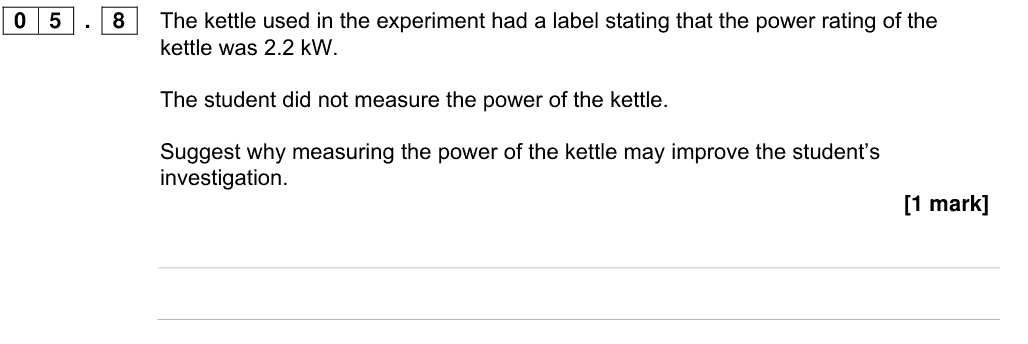 0 5 . 8 The kettle used in the experiment had a label stating that the power rating of the
kettle was 2.2 kW.
The student did not measure the power of the kettle.
Suggest why measuring the power of the kettle may improve the student’s
investigation.
[1 mark]